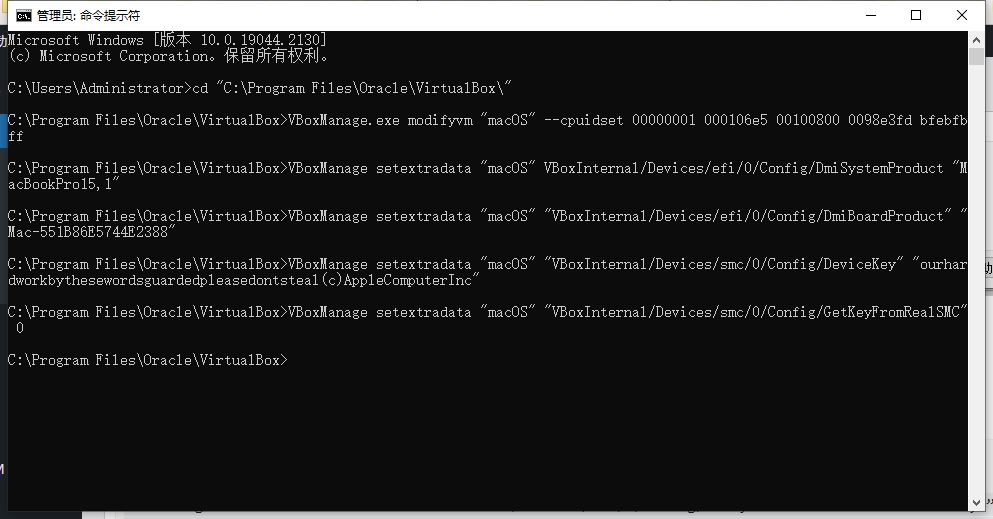 管理员: 命令提示符
Microsoft Windows [版本 10.0.19044.2130]
(c) Microsoft Corporation。保留所有权利。
C:\Users\Administrator>cd "C:\Program Files\Oracle\VirtualBox\"
C:\Program Files\Oracle\VirtualBox>VBoxManage.exe modifyvm "macOS" --cpuidset 00000001 000106e5 00100800 0098e3fd bfebfb
ff
C:\Program Files\Oracle\VirtualBox>VBoxManage setextradata "macOS" VBoxInternal/Devices/efi/0/Config/DmiSystemProduct "M
acBookPro15,1"
C:\Program Files\Oracle\VirtualBox>VBoxManage setextradata "macOS" "VBoxInternal/Devices/efi/0/Config/DmiBoardProduct" "
Mac-551B86E5744E2388"
C:\Program Files\Oracle\VirtualBox>VBoxManage setextradata "macOS" "VBoxInternal/Devices/smc/0/Config/DeviceKey" "ourhar
dworkbythesewordsguardedpleasedontsteal(c)AppleComputerInc"
C:\Program Files\Oracle\VirtualBox>VBoxManage setextradata "macOS" "VBoxInternal/Devices/smc/0/Config/GetKeyFromRealSMC"
 0
C:\Program Files\Oracle\VirtualBox>